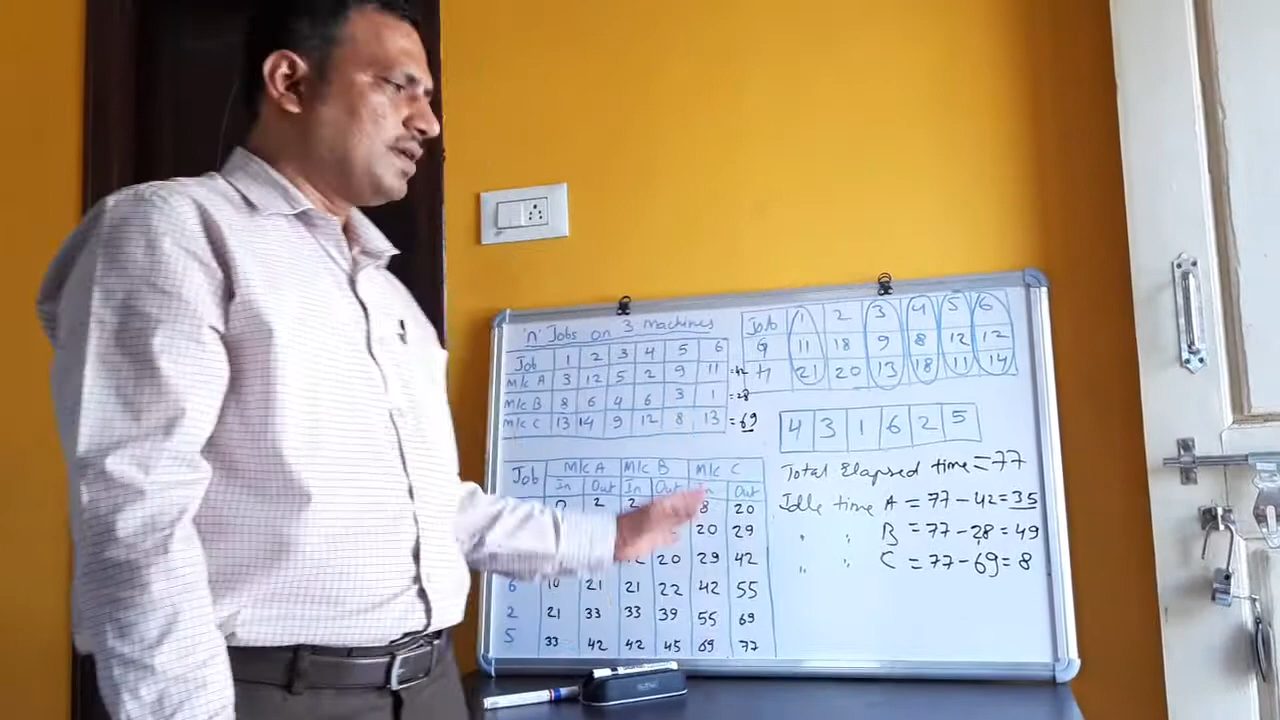 'n' Jobs on 3 machines
Job 1 2 3 4 5 6
M/c A 3 12 5 2 9 11 =42
M/c B 8 6 4 6 3 1 =28
M/c C 13 14 9 12 8 13 =69
Job 1 2 3 4 5 6
G 11 18 9 8 12 12
H 21 20 13 18 11 14
4 3 1 6 2 5
Total Elapsed time = 77
Idle time A = 77 - 42 = 35
" " B = 77 - 28 = 49
" " C = 77 - 69 = 8
Job M/c A M/c B M/c C
In Out In Out In Out
0 2 2 8 20
20 29
12 20 29 42
6 10 21 21 22 42 55
2 21 33 33 39 55 69
5 33 42 42 45 69 77